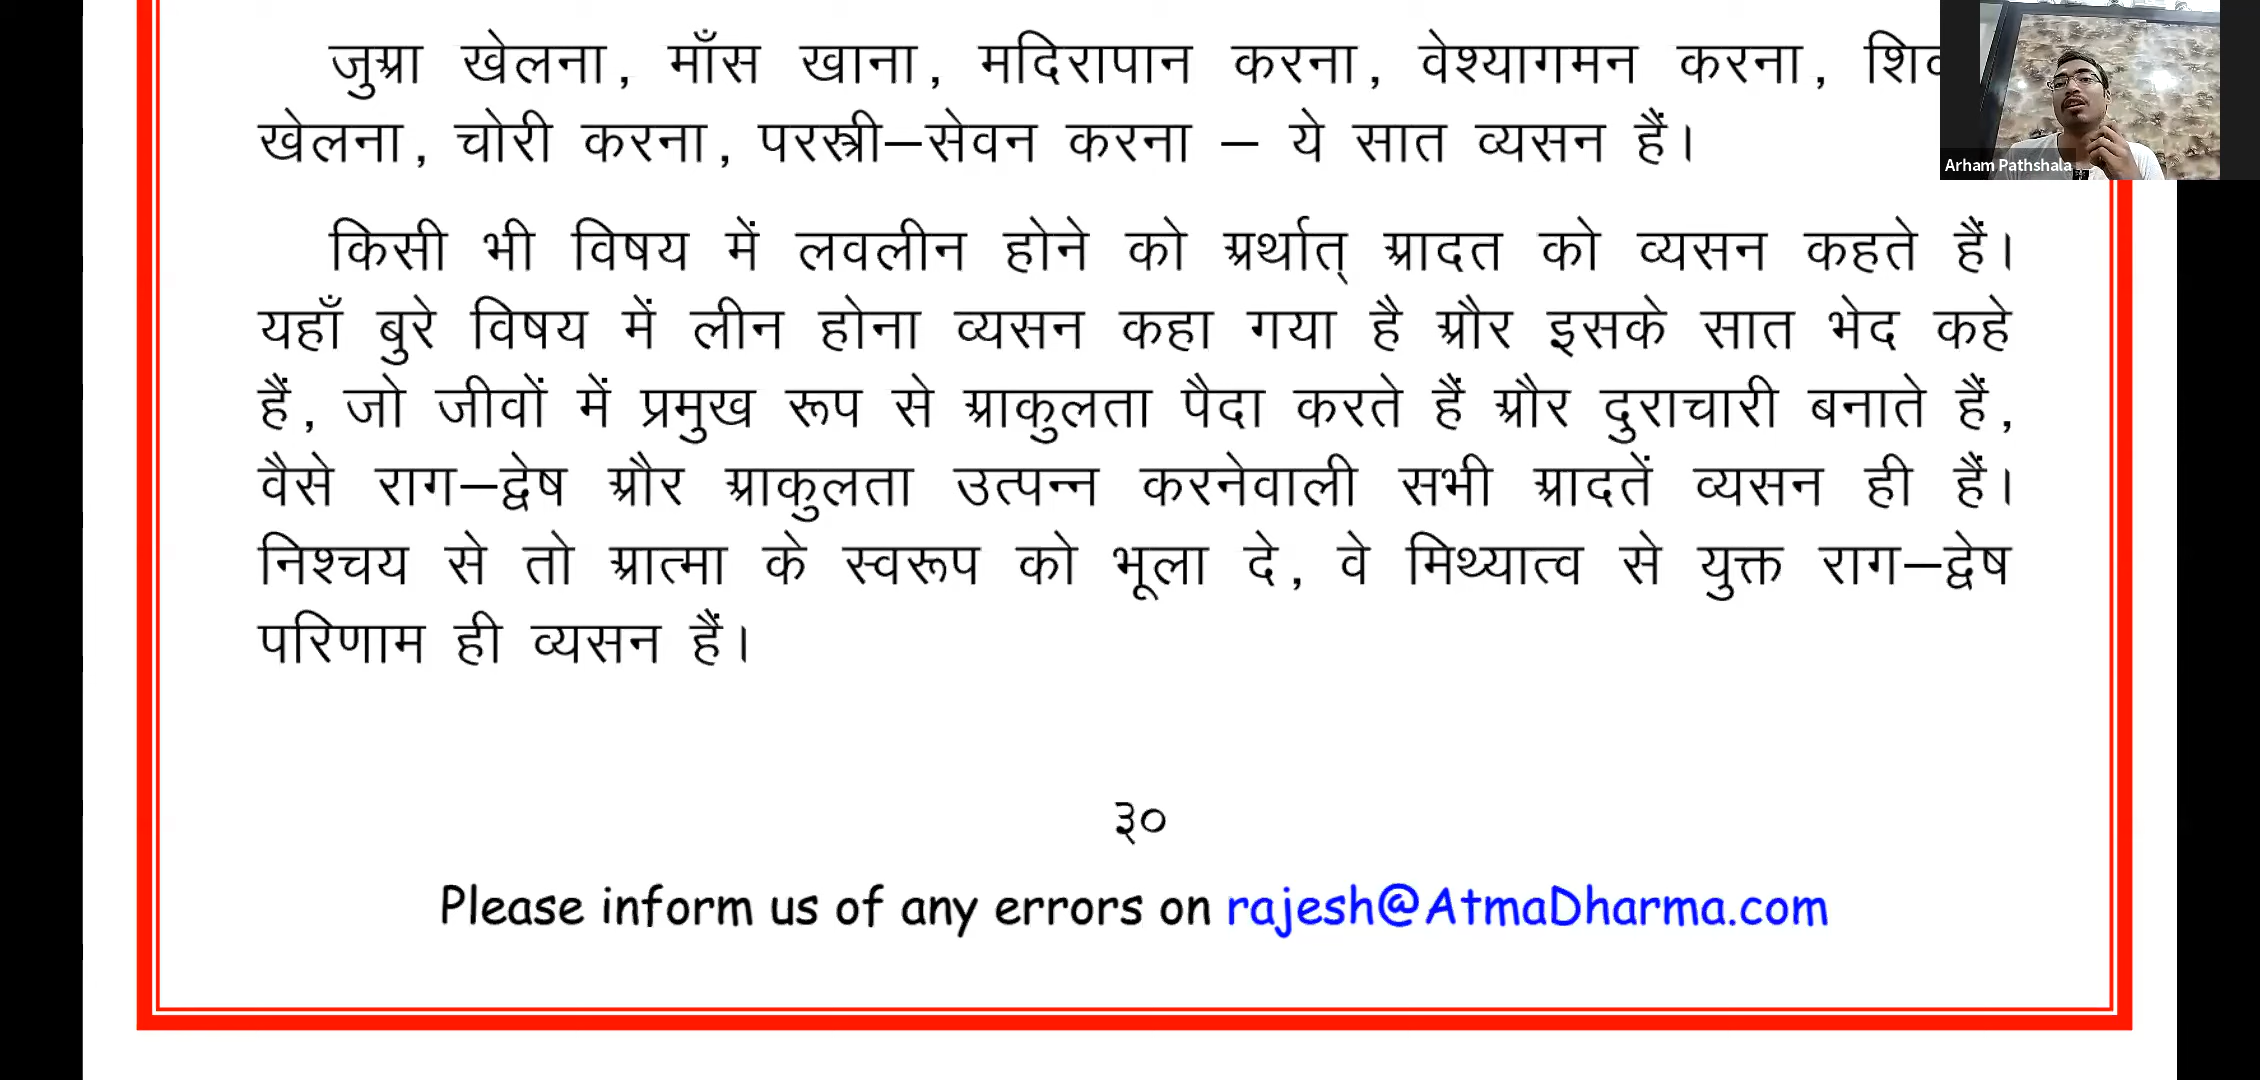 जुआ खेलना, माँस खाना, मदिरापान करना, वेश्यागमन करना,
खेलना, चोरी करना, परस्त्री–सेवन करना – ये सात व्यसन हैं।
किसी भी विषय में लवलीन होने को अर्थात् आदत को व्यसन कहते हैं।
यहाँ बुरे विषय में लीन होना व्यसन कहा गया है और इसके सात भेद कहे
हैं, जो जीवों में प्रमुख रूप से आकुलता पैदा करते हैं और दुराचारी बनाते हैं,
वैसे राग–द्वेष और आकुलता उत्पन्न करनेवाली सभी आदतें व्यसन ही हैं।
निश्चय से तो आत्मा के स्वरूप को भूला दे, वे मिथ्यात्व से युक्त राग–द्वेष
परिणाम ही व्यसन हैं।
३०
Please inform us of any errors on rajesh@AtmaDharma.com
Arham Pathshala